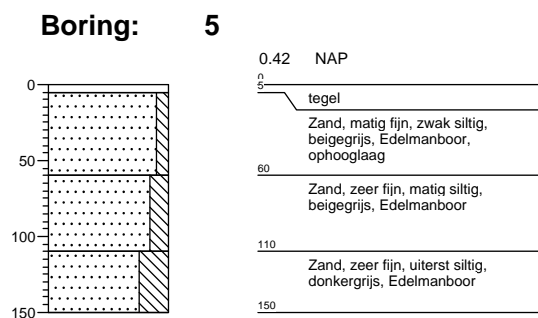 Boring: 5
0.42 NAP
0
50
100
150
0
5
tegel
Zand, matig fijn, zwak siltig,
beigegrijs, Edelmanboor,
ophooglaag
60
Zand, zeer fijn, matig siltig,
beigegrijs, Edelmanboor
110
Zand, zeer fijn, uiterst siltig,
donkergrijs, Edelmanboor
150